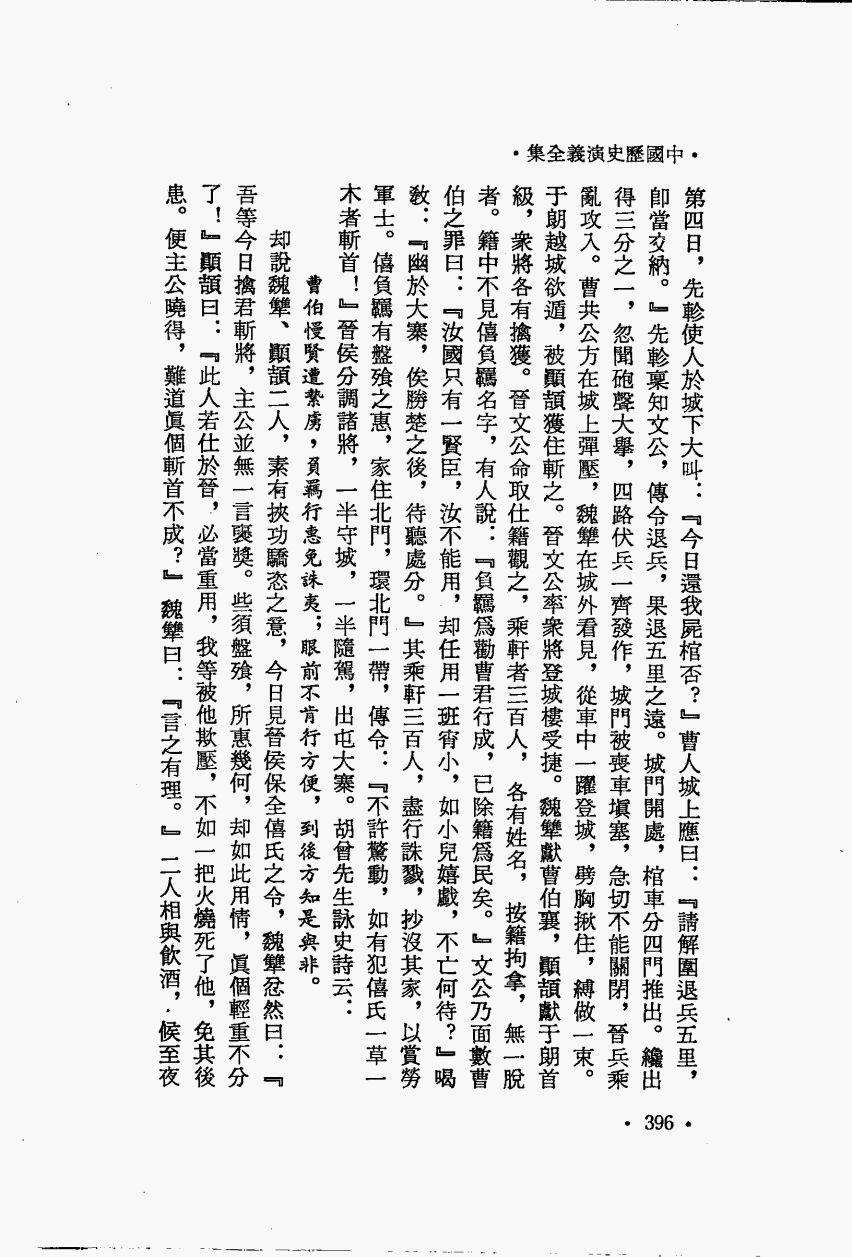 •中國歷史演義全集•
第四日，先軫使人於城下大叫：『今日還我屍棺否？』曹人城上應曰：『請解圍退兵五里，
卽當交納。』先軫稟知文公，傳令退兵，果退五里之遠。城門開處，棺車分四門推出。纔出
得三分之一，忽聞砲聲大舉，四路伏兵一齊發作，城門被喪車塡塞，急切不能關閉，晉兵乘
亂攻入。曹共公方在城上彈壓，魏犨在城外看見，從車中一躍登城，劈胸揪住，縛做一束。
于朗越城欲遁，被顚頡獲住斬之。晉文公率衆將登城樓受捷。魏犨獻曹伯襄，顚頡獻于朗首
級，衆將各有擒獲。晉文公命取仕籍觀之，乘軒者三百人，各有姓名，按籍拘拿，無一脫
者。籍中不見僖負羈名字，有人說：『負羈爲勸曹君行成，已除籍爲民矣。』文公乃面數曹
伯之罪曰：『汝國只有一賢臣，汝不能用，却任用一班宵小，如小兒嬉戲，不亡何待？』喝
敎：『幽於大寨，俟勝楚之後，待聽處分。』其乘軒三百人，盡行誅戮，抄沒其家，以賞勞
軍士。僖負羈有盤飱之惠，家住北門，環北門一帶，傳令：『不許驚動，如有犯僖氏一草一
木者斬首！』晉侯分調諸將，一半守城，一半隨駕，出屯大寨。胡曾先生詠史詩云：
曹伯慢賢遭縶虜，負羈行惠免誅夷；眼前不肯行方便，到後方知是與非。
却說魏犨、顚頡二人，素有挾功驕恣之意，今日見晉侯保全僖氏之令，魏犨忿然曰：『
吾等今日擒君斬將，主公並無一言襃獎。些須盤飱，所惠幾何，却如此用情，眞個輕重不分
了！』顚頡曰：『此人若仕於晉，必當重用，我等被他欺壓，不如一把火燒死了他，免其後
患。便主公曉得，難道眞個斬首不成？』魏犨曰：『言之有理。』二人相與飮酒，候至夜
•396•